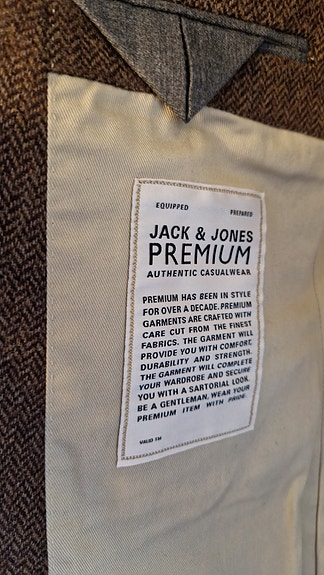 EQUIPPED PREPARED
JACK & JONES
PREMIUM
AUTHENTIC CASUALWEAR
PREMIUM HAS BEEN IN STYLE
FOR OVER A DECADE. PREMIUM
GARMENTS ARE CRAFTED WITH
CARE CUT FROM THE FINEST
FABRICS. THE GARMENT WILL
PROVIDE YOU WITH COMFORT,
DURABILITY AND STRENGTH.
THE GARMENT WILL COMPLETE
YOUR WARDROBE AND SECURE
YOU WITH A SARTORIAL LOOK.
BE A GENTLEMAN, WEAR YOUR
PREMIUM ITEM WITH PRIDE.
VALID TM